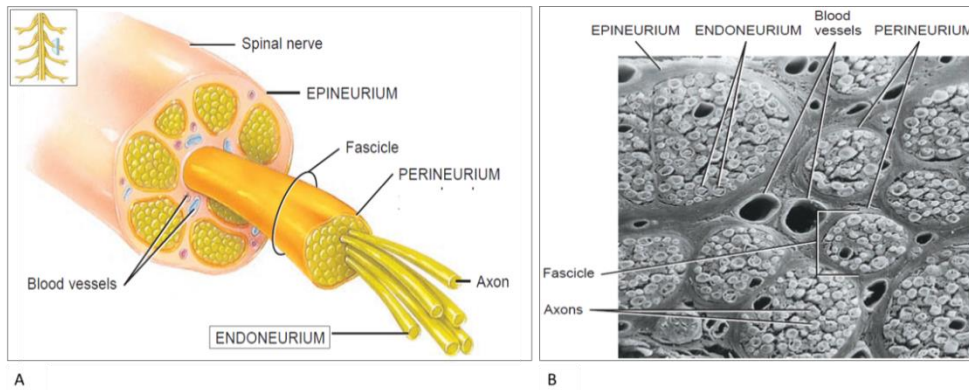 Spinal nerve
EPINEURIUM
Fascicle
PERINEURIUM
Blood vessels
Axon
ENDONEURIUM
A
EPINEURIUM
ENDONEURIUM
Blood
vessels
PERINEURIUM
Fascicle
Axons
B